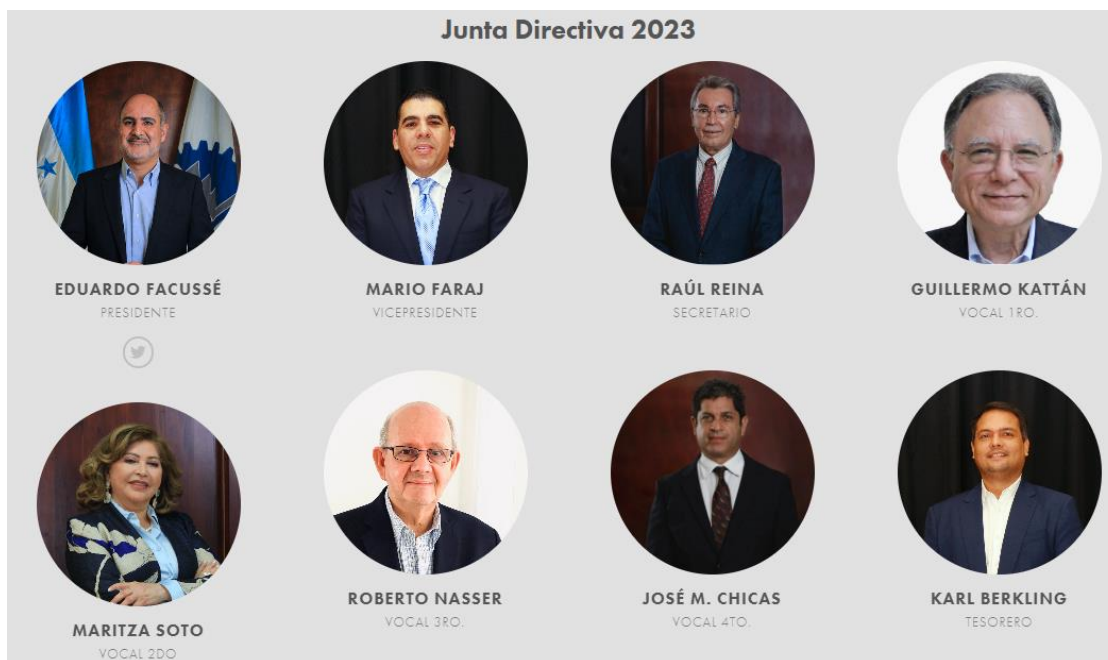 Junta Directiva 2023
EDUARDO FACUSSÉ
PRESIDENTE
MARIO FARAJ
VICEPRESIDENTE
RAÚL REINA
SECRETARIO
GUILLERMO KATTÁN
VOCAL 1RO.
MARITZA SOTO
VOCAL 2DO
ROBERTO NASSER
VOCAL 3RO.
JOSÉ M. CHICAS
VOCAL 4TO.
KARL BERKLING
TESORERO